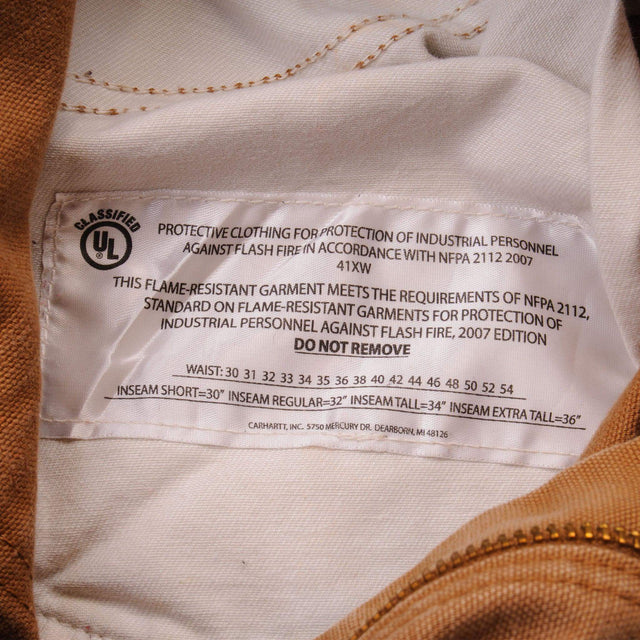 CLASSIFIED
UL
®
PROTECTIVE CLOTHING FOR PROTECTION OF INDUSTRIAL PERSONNEL
AGAINST FLASH FIRE IN ACCORDANCE WITH NFPA 2112 2007
41XW
THIS FLAME-RESISTANT GARMENT MEETS THE REQUIREMENTS OF NFPA 2112,
STANDARD ON FLAME-RESISTANT GARMENTS FOR PROTECTION OF
INDUSTRIAL PERSONNEL AGAINST FLASH FIRE, 2007 EDITION
DO NOT REMOVE
WAIST: 30 31 32 33 34 35 36 38 40 42 44 46 48 50 52 54
INSEAM SHORT=30" INSEAM REGULAR=32" INSEAM TALL=34" INSEAM EXTRA TALL=36"
CARHARTT, INC. 5750 MERCURY DR. DEARBORN, MI 48126